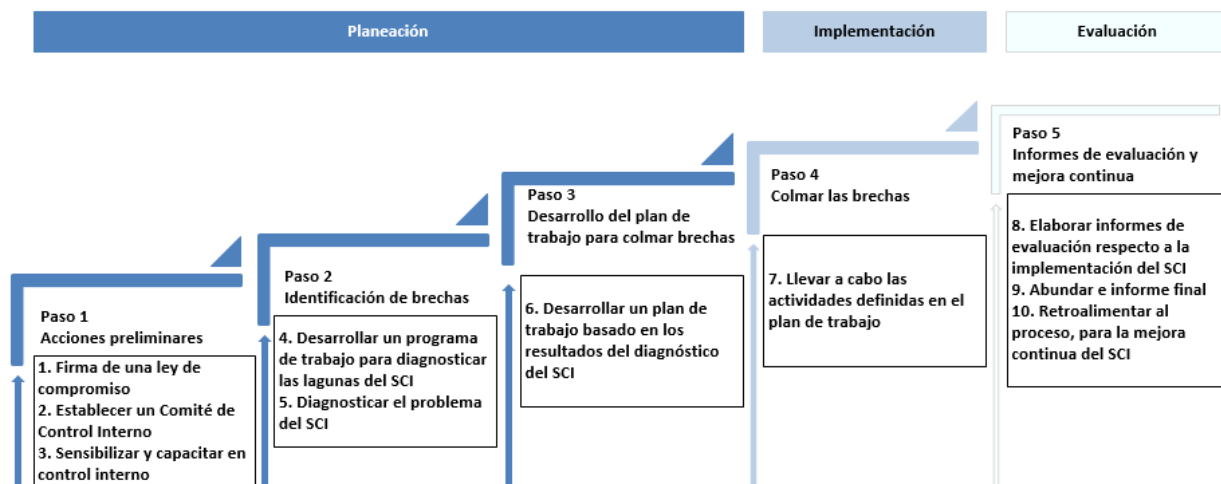 Planeación
Implementación
Evaluación
Paso 1
Acciones preliminares
1. Firma de una ley de
compromiso
2. Establecer un Comité de
Control Interno
3. Sensibilizar y capacitar en
control interno
Paso 2
Identificación de brechas
4. Desarrollar un programa
de trabajo para diagnosticar
las lagunas del SCI
5. Diagnosticar el problema
del SCI
Paso 3
Desarrollo del plan de
trabajo para colmar brechas
6. Desarrollar un plan de
trabajo basado en los
resultados del diagnóstico
del SCI
Paso 4
Colmar las brechas
7. Llevar a cabo las
actividades definidas en el
plan de trabajo
Paso 5
Informes de evaluación y
mejora continua
8. Elaborar informes de
evaluación respecto a la
implementación del SCI
9. Abundar e informe final
10. Retroalimentar al
proceso, para la mejora
continua del SCI